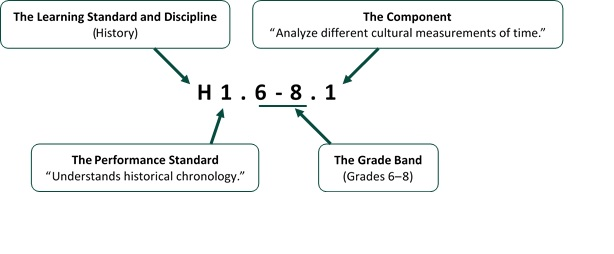 The Learning Standard and Discipline
(History)
The Component
“Analyze different cultural measurements of time.”
H 1 . 6 - 8 . 1
The Performance Standard
“Understands historical chronology.”
The Grade Band
(Grades 6–8)